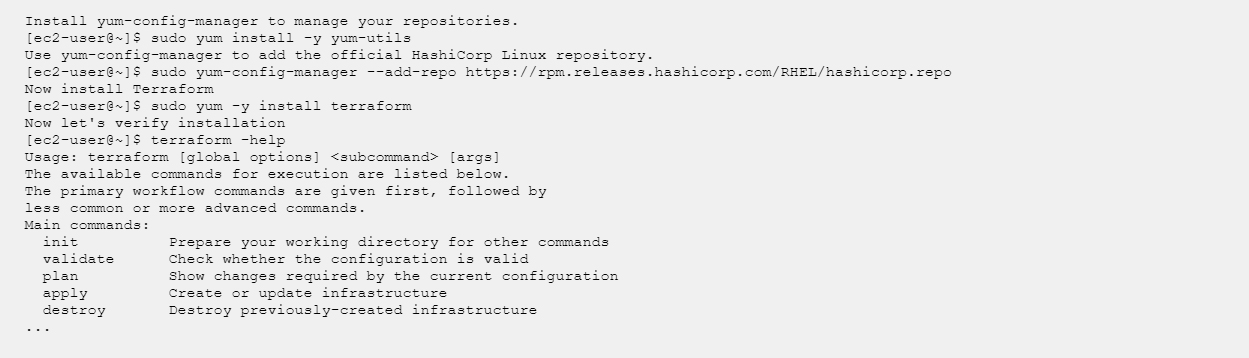 Install yum-config-manager to manage your repositories.
[ec2-user@~]$ sudo yum install -y yum-utils
Use yum-config-manager to add the official HashiCorp Linux repository.
[ec2-user@~]$ sudo yum-config-manager --add-repo https://rpm.releases.hashicorp.com/RHEL/hashicorp.repo
Now install Terraform
[ec2-user@~]$ sudo yum -y install terraform
Now let's verify installation
[ec2-user@~]$ terraform -help
Usage: terraform [global options] <subcommand> [args]
The available commands for execution are listed below.
The primary workflow commands are given first, followed by
less common or more advanced commands.
Main commands:
  init          Prepare your working directory for other commands
  validate      Check whether the configuration is valid
  plan          Show changes required by the current configuration
  apply         Create or update infrastructure
  destroy       Destroy previously-created infrastructure
...